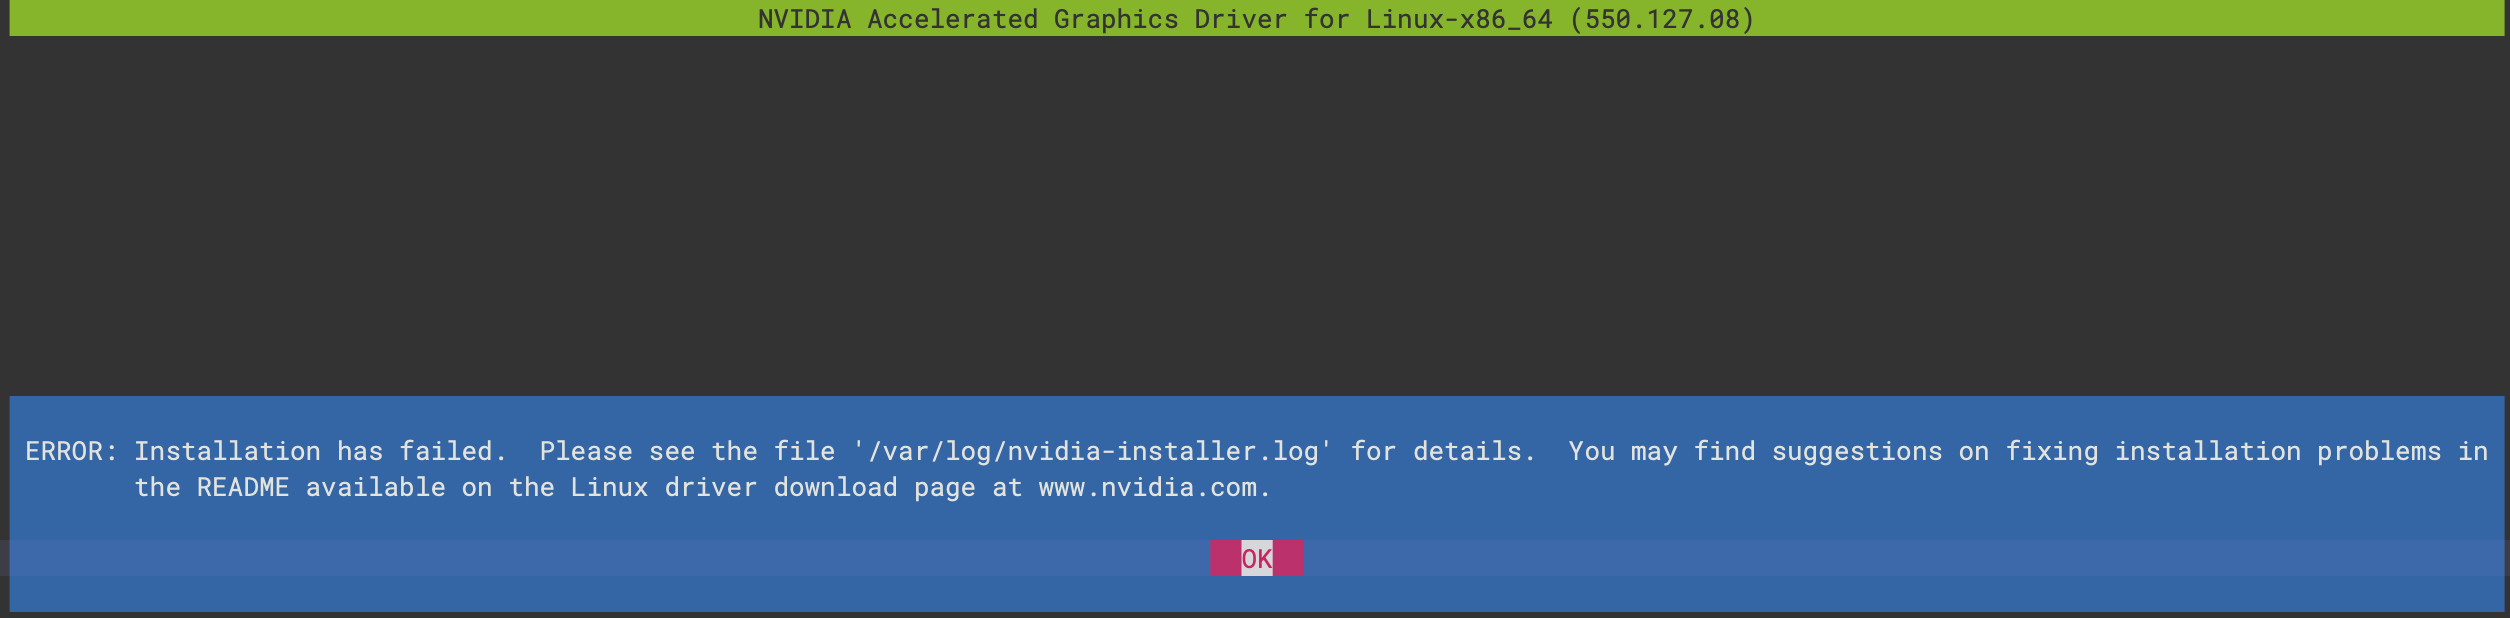 NVIDIA Accelerated Graphics Driver for Linux-x86_64 (550.127.08)
ERROR: Installation has failed.  Please see the file '/var/log/nvidia-installer.log' for details.  You may find suggestions on fixing installation problems in
the README available on the Linux driver download page at www.nvidia.com.
OK